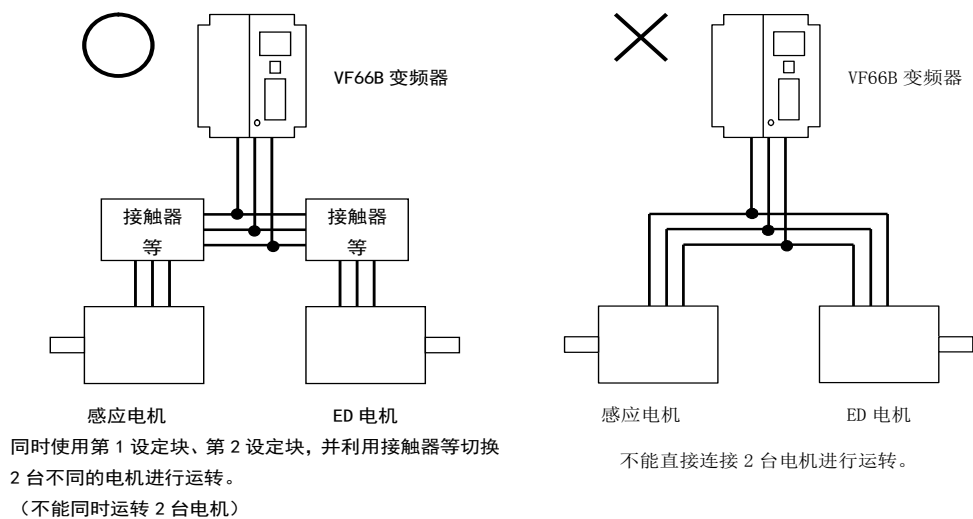 VF66B 变频器
接触器
等
接触器
等
感应电机
ED 电机
同时使用第 1 设定块、第 2 设定块，并利用接触器等切换
2 台不同的电机进行运转。
（不能同时运转 2 台电机）
VF66B 变频器
感应电机
ED 电机
不能直接连接 2 台电机进行运转。